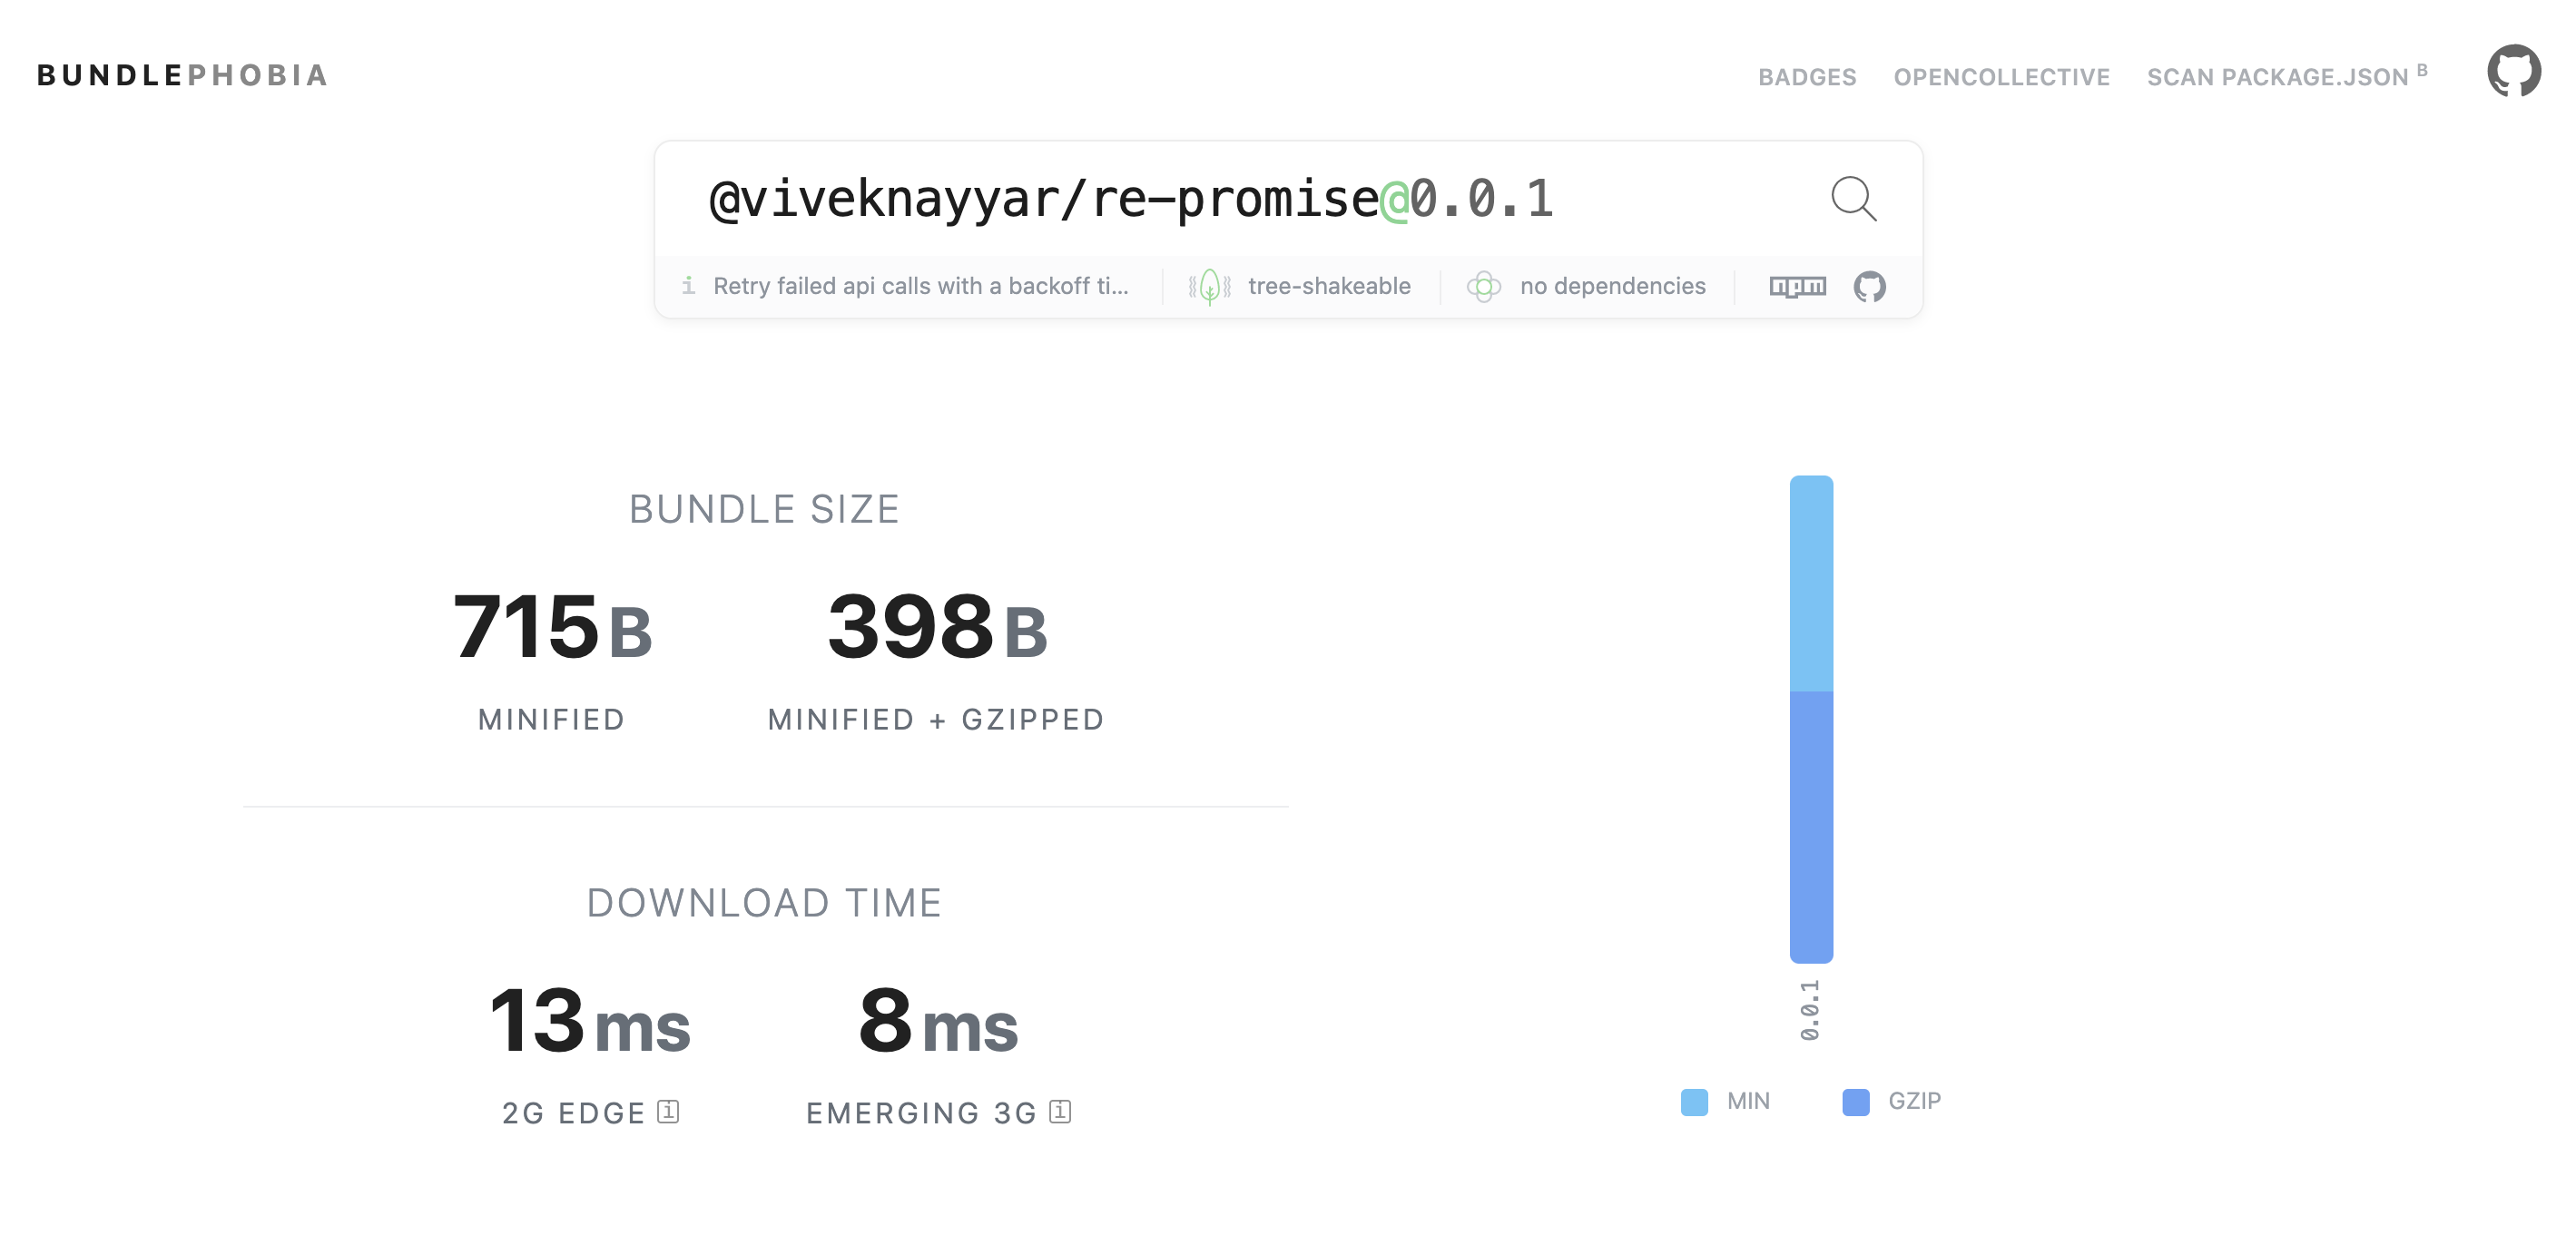 BUNDLEPHOBIA
BADGES OPENCOLLECTIVE SCAN PACKAGE.JSON B
@viveknayyar/re-promise@0.0.1
i Retry failed api calls with a backoff ti... tree-shakeable no dependencies npm
BUNDLE SIZE
715 B 398 B
MINIFIED MINIFIED + GZIPPED
DOWNLOAD TIME
13 ms 8 ms
2G EDGE i EMERGING 3G i
0.0.1
MIN GZIP